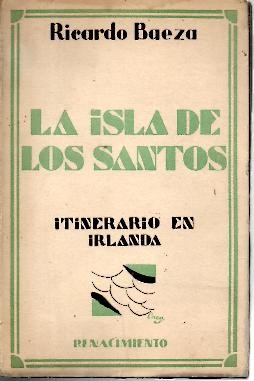 Ricardo Baeza
LA iSLA DE
LOS SANTOS
iTiNERARiO EN
iRLANDA
RENACiMIENTO